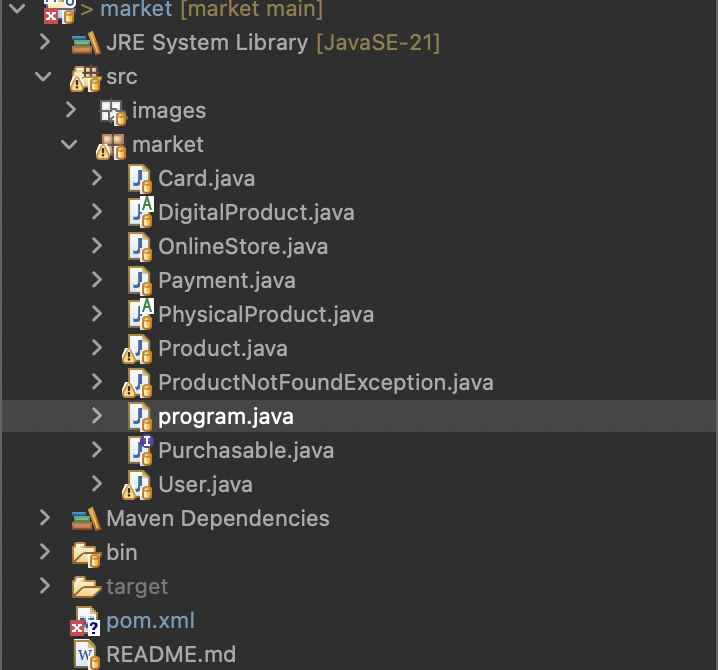 > market [market main]
JRE System Library [JavaSE-21]
src
images
market
Card.java
DigitalProduct.java
OnlineStore.java
Payment.java
PhysicalProduct.java
Product.java
ProductNotFoundException.java
program.java
Purchasable.java
User.java
Maven Dependencies
bin
target
pom.xml
README.md